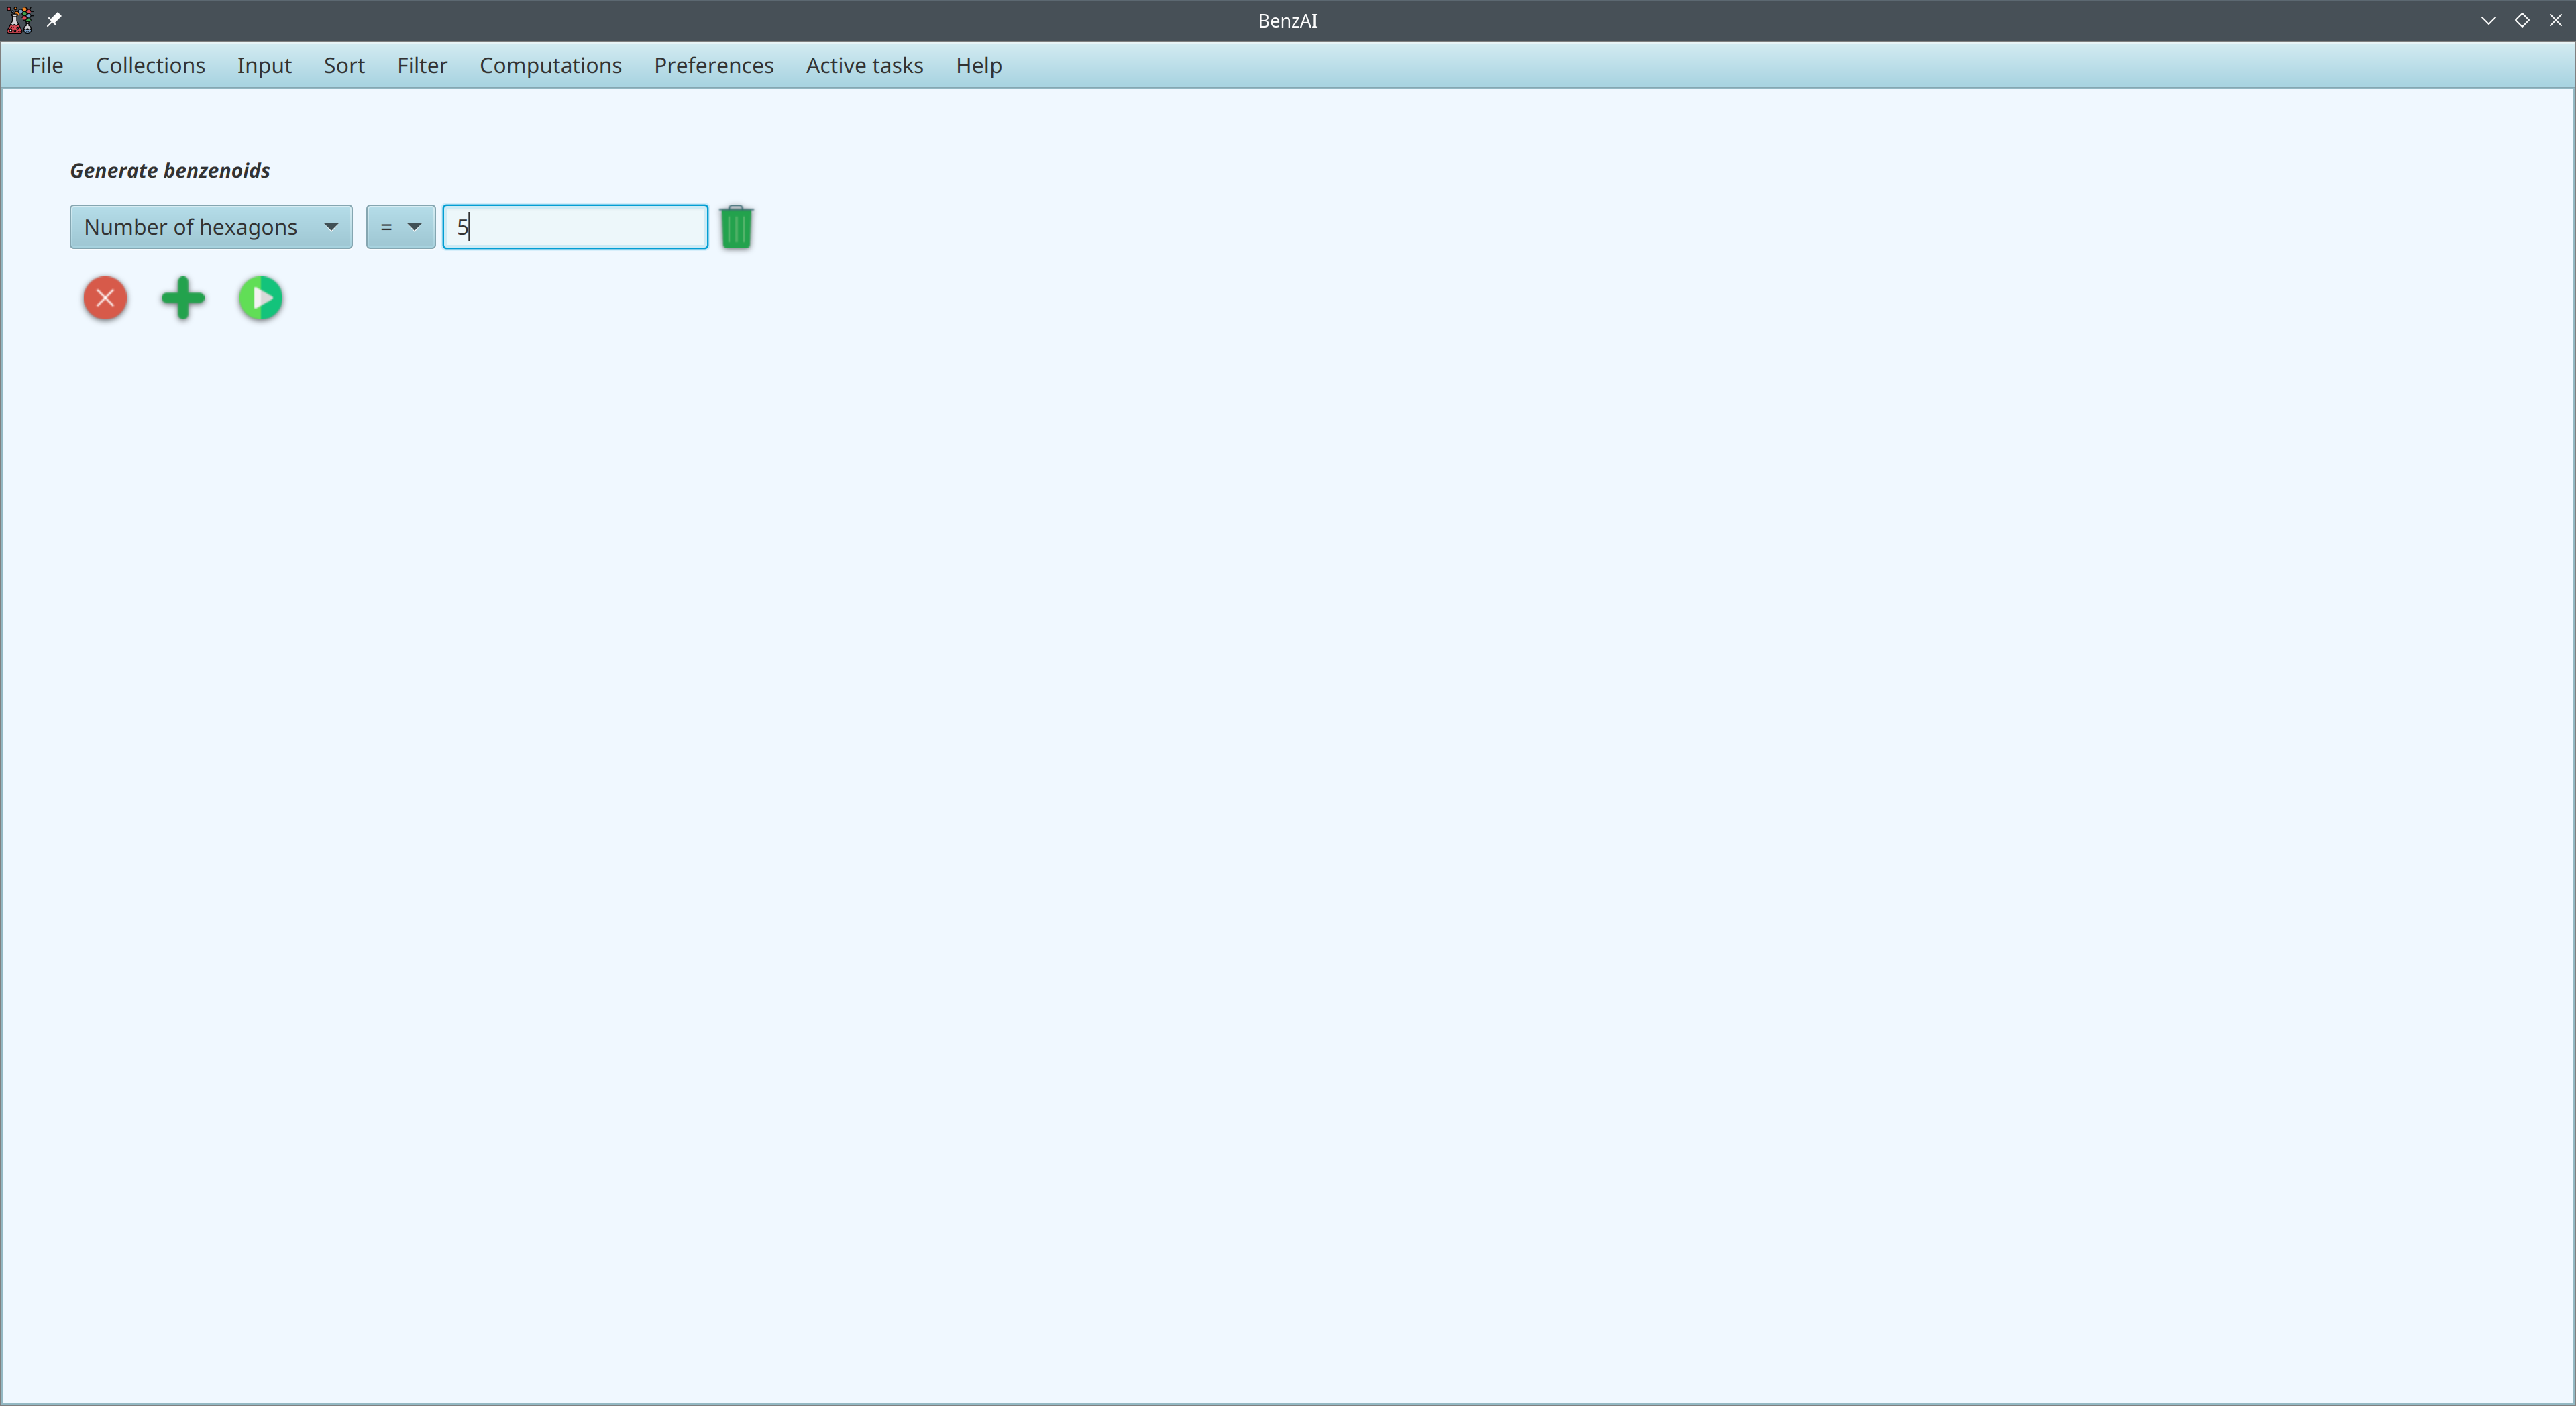 BenzAI
File Collections Input Sort Filter Computations Preferences Active tasks Help
Generate benzenoids
Number of hexagons = 5